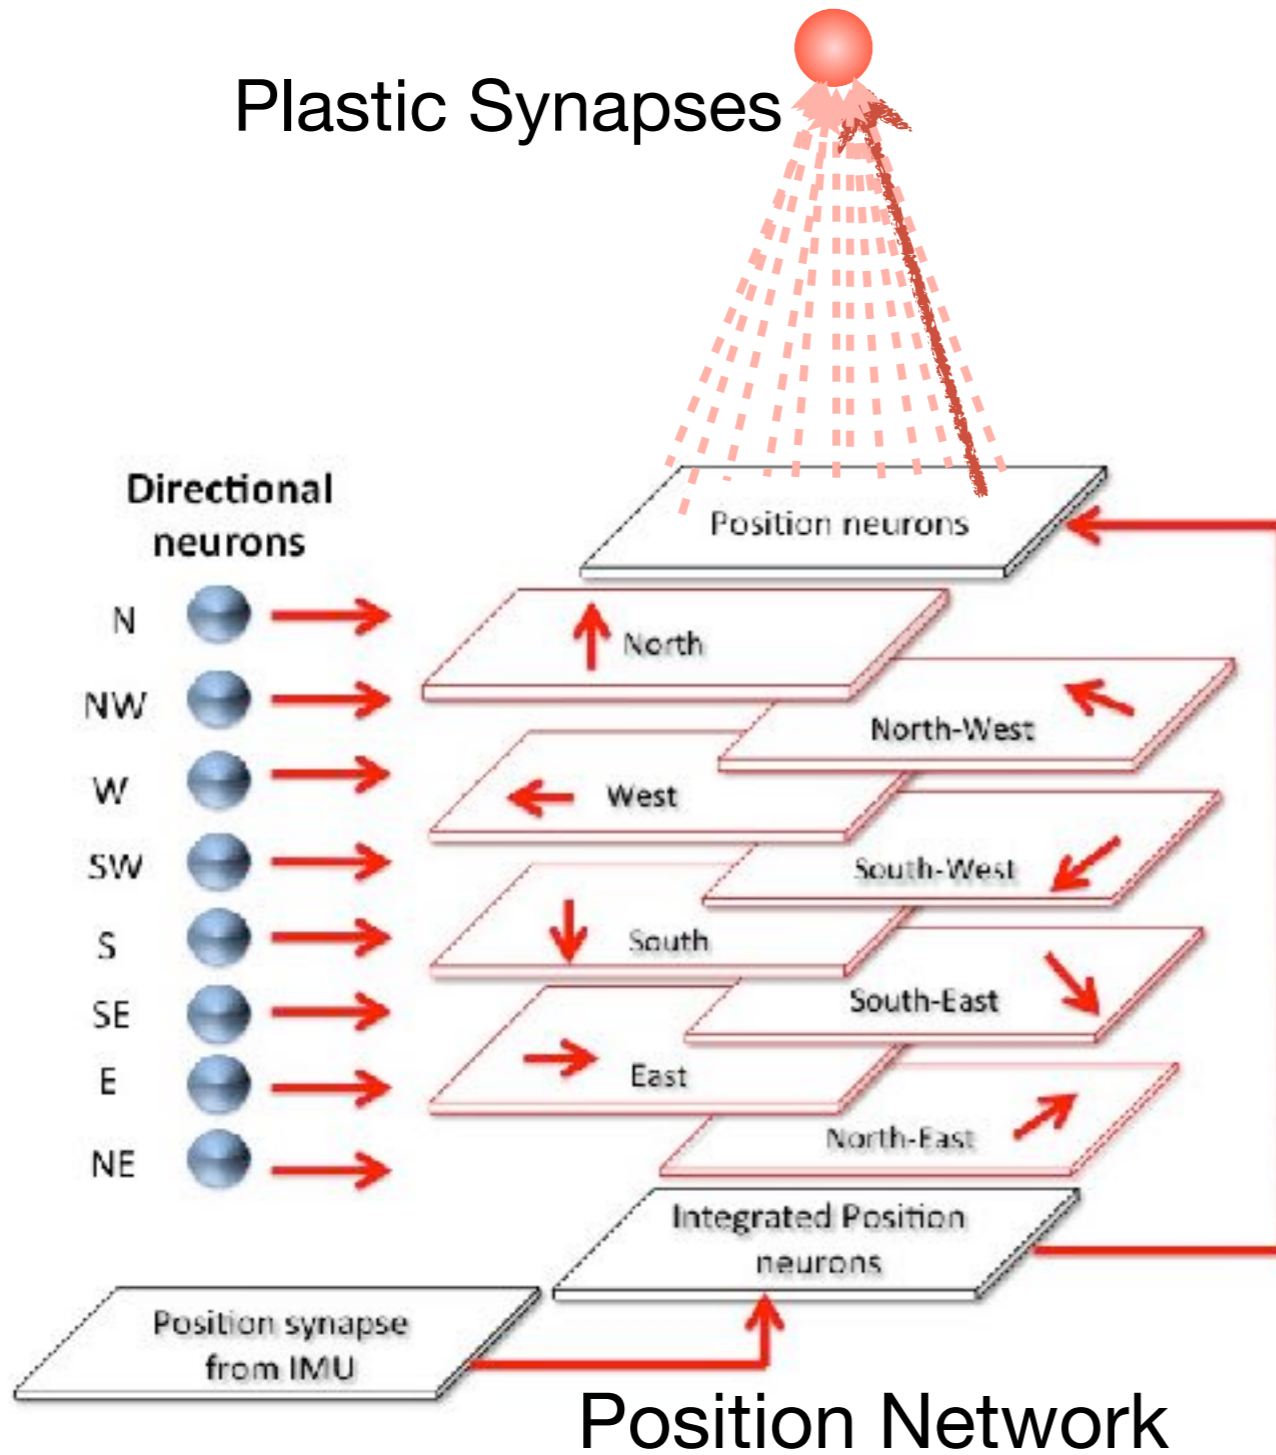 Plastic Synapses
Directional
neurons
Position neurons
N
North
NW
North-West
W
West
SW
South-West
S
South
SE
South-East
E
East
NE
North-East
Integrated Position
neurons
Position synapse
from IMU
Position Network